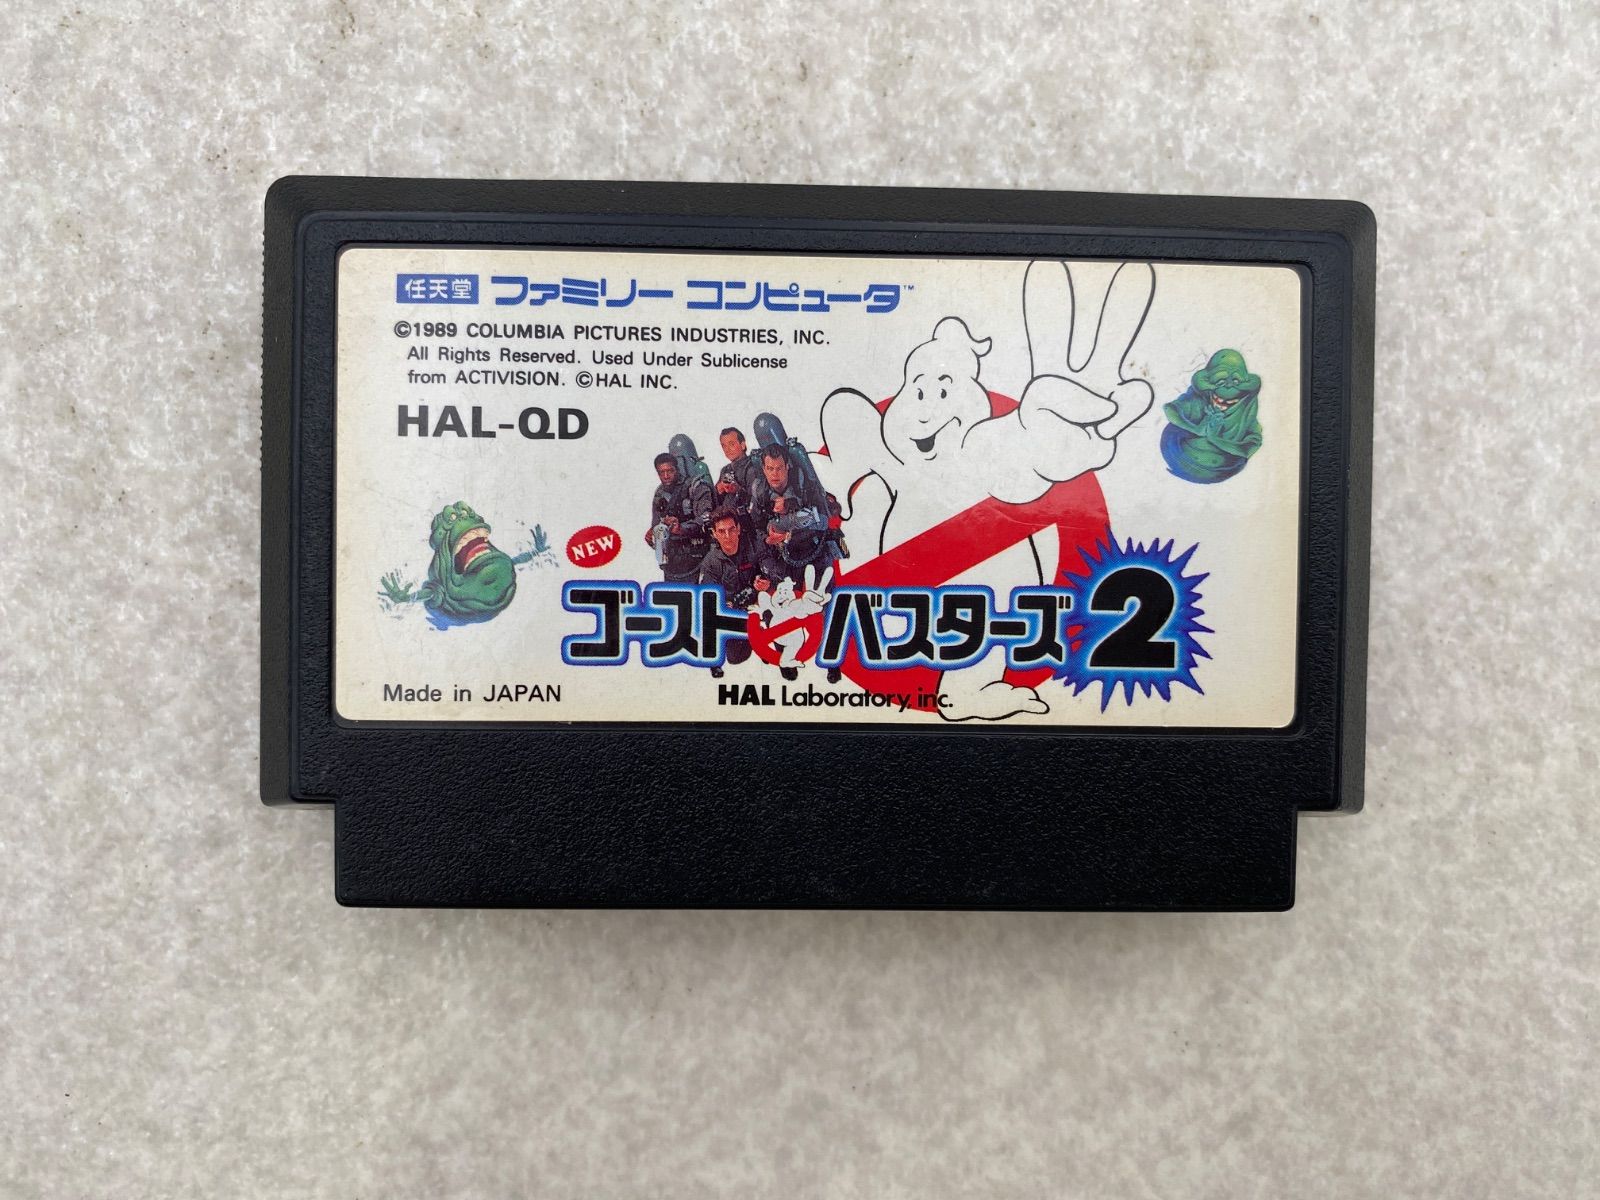 任天堂 ファミリー コンピュータ™
©1989 COLUMBIA PICTURES INDUSTRIES, INC.
All Rights Reserved. Used Under Sublicense
from ACTIVISION. ©HAL INC.
HAL-QD
NEW
ゴーストバスターズ2
Made in JAPAN
HAL Laboratory, inc.